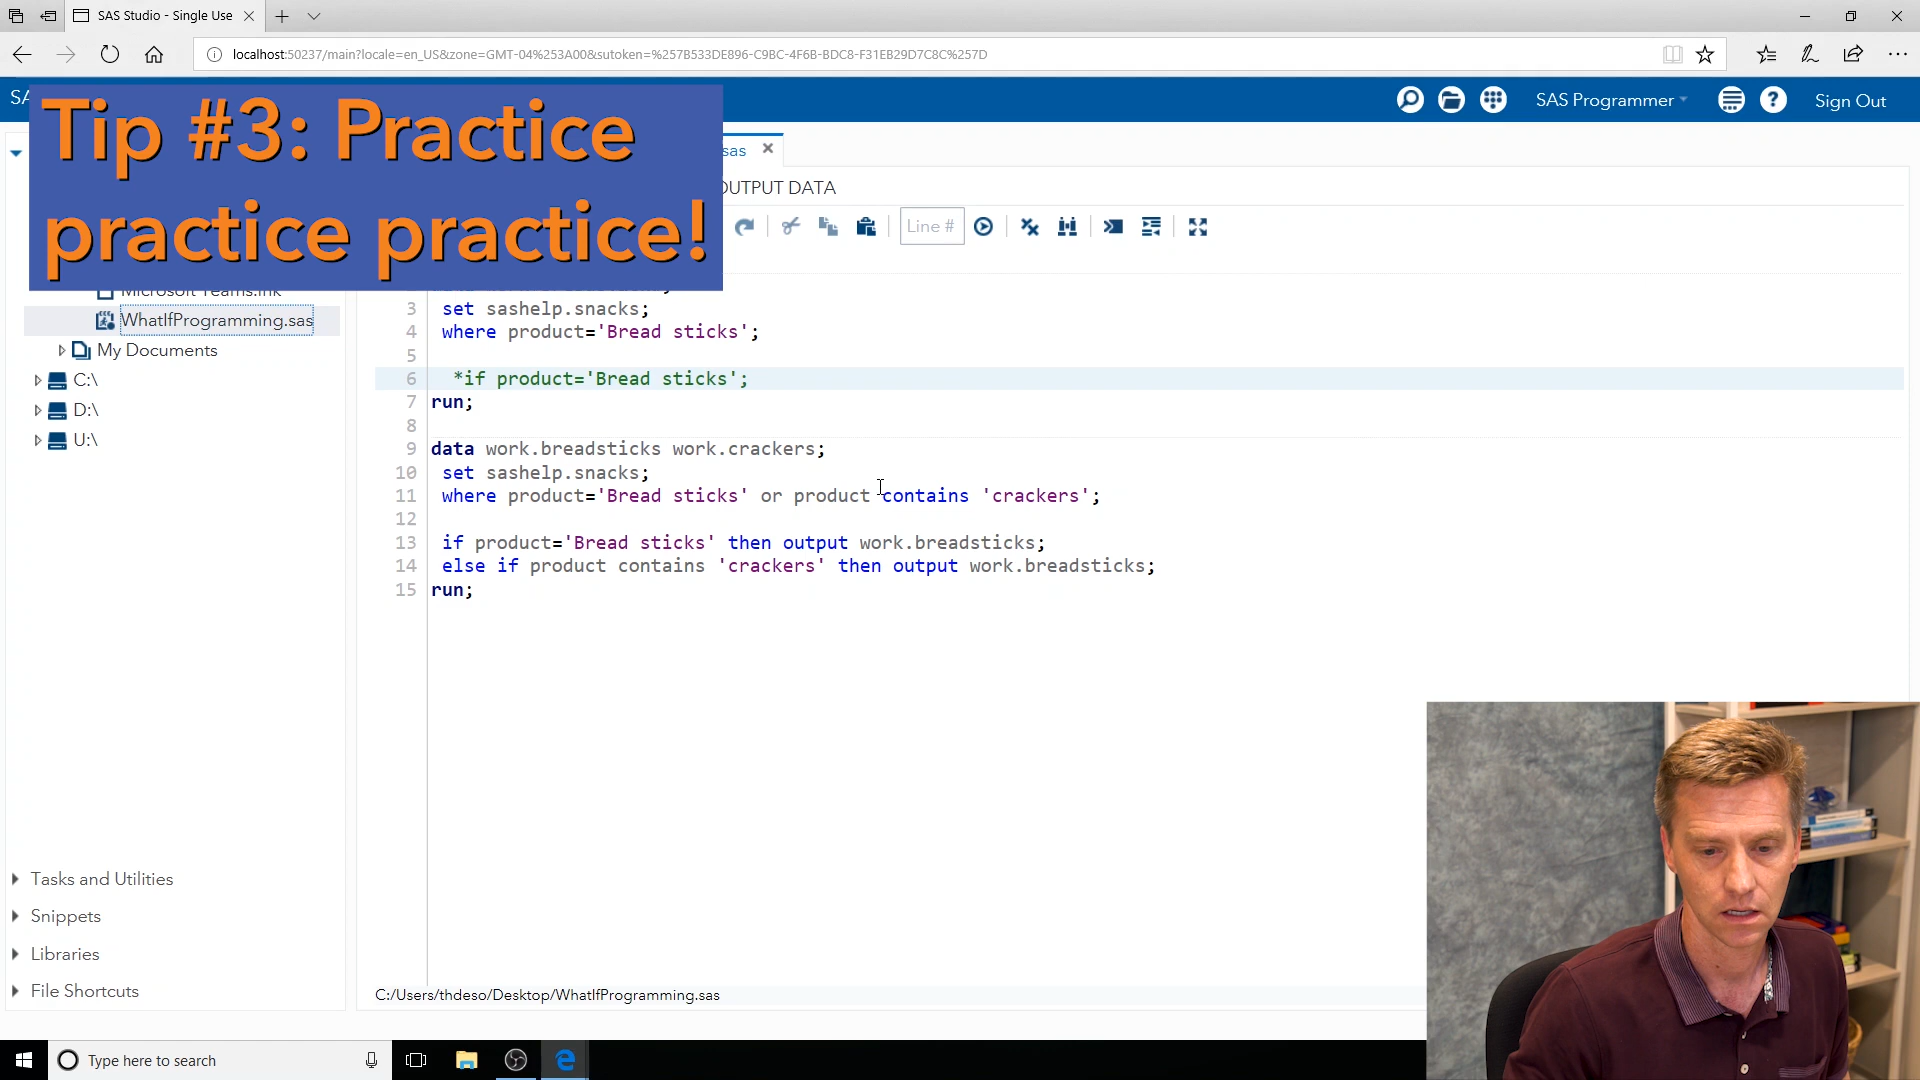 SAS Studio - Single Use
localhost:50237/main?locale=en_US&zone=GMT-04%253A00&sutoken=%257B533DE896-C9BC-4F6B-BDC8-F31EB29D7C8C%257D
SAS Programmer
?
Sign Out
Tip #3: Practice
practice practice!
sas
OUTPUT DATA
Line #
Microsoft Teams.lnk
WhatIfProgramming.sas
My Documents
C:\
D:\
U:\
3 set sashelp.snacks;
4 where product='Bread sticks';
5
6 *if product='Bread sticks';
7 run;
8
9 data work.breadsticks work.crackers;
10 set sashelp.snacks;
11 where product='Bread sticks' or product contains 'crackers';
12
13 if product='Bread sticks' then output work.breadsticks;
14 else if product contains 'crackers' then output work.breadsticks;
15 run;
Tasks and Utilities
Snippets
Libraries
File Shortcuts
C:/Users/thdeso/Desktop/WhatIfProgramming.sas
Type here to search